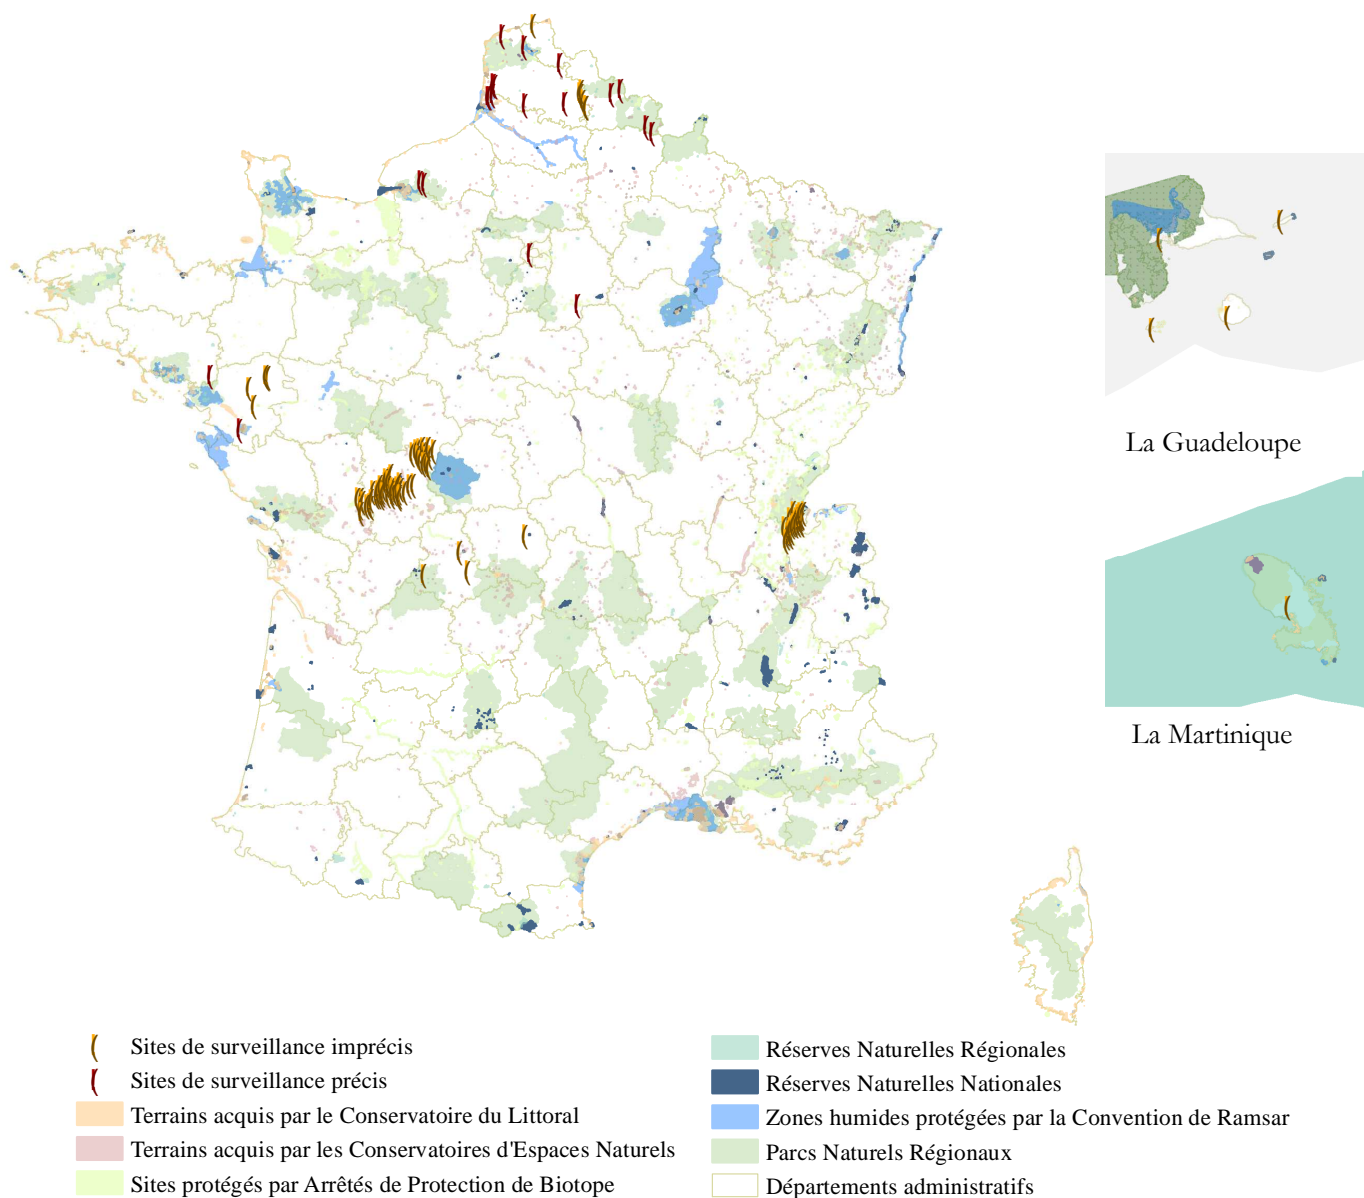 La Guadeloupe
La Martinique
Sites de surveillance imprécis
Sites de surveillance précis
Terrains acquis par le Conservatoire du Littoral
Terrains acquis par les Conservatoires d'Espaces Naturels
Sites protégés par Arrêtés de Protection de Biotope
Réserves Naturelles Régionales
Réserves Naturelles Nationales
Zones humides protégées par la Convention de Ramsar
Parcs Naturels Régionaux
Départements administratifs